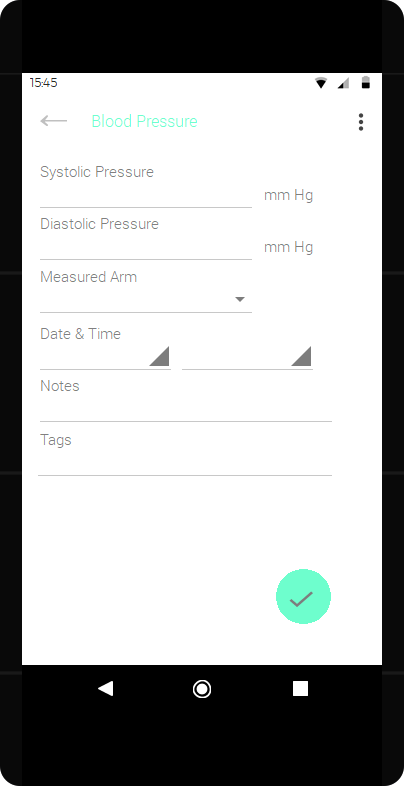 15:45
Blood Pressure
Systolic Pressure
mm Hg
Diastolic Pressure
mm Hg
Measured Arm
Date & Time
Notes
Tags